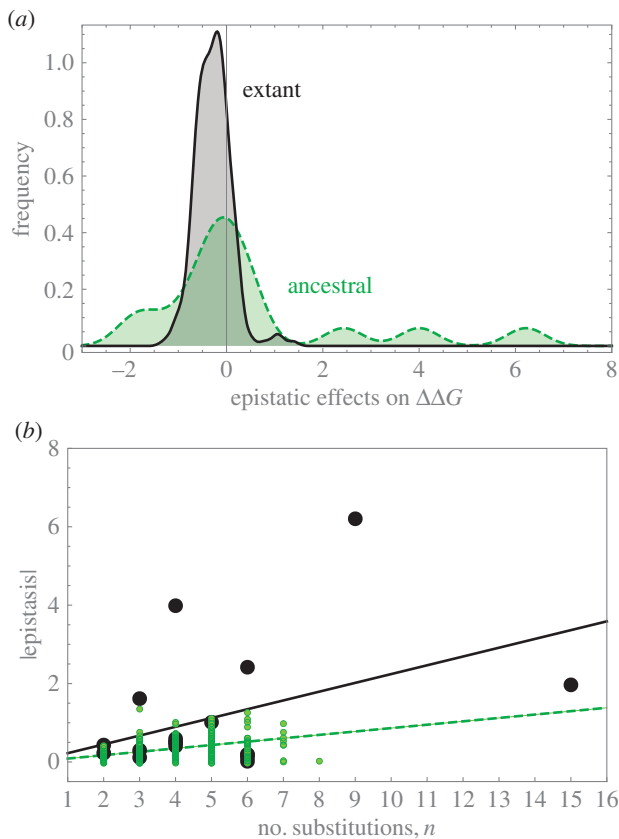 (a)
1.0
0.8
0.6
0.4
0.2
0
frequency
extant
ancestral
−2 0 2 4 6 8
epistatic effects on ΔΔG
(b)
8
6
4
2
0
|epistasis|
1 2 3 4 5 6 7 8 9 10 11 12 13 14 15 16
no. substitutions, n